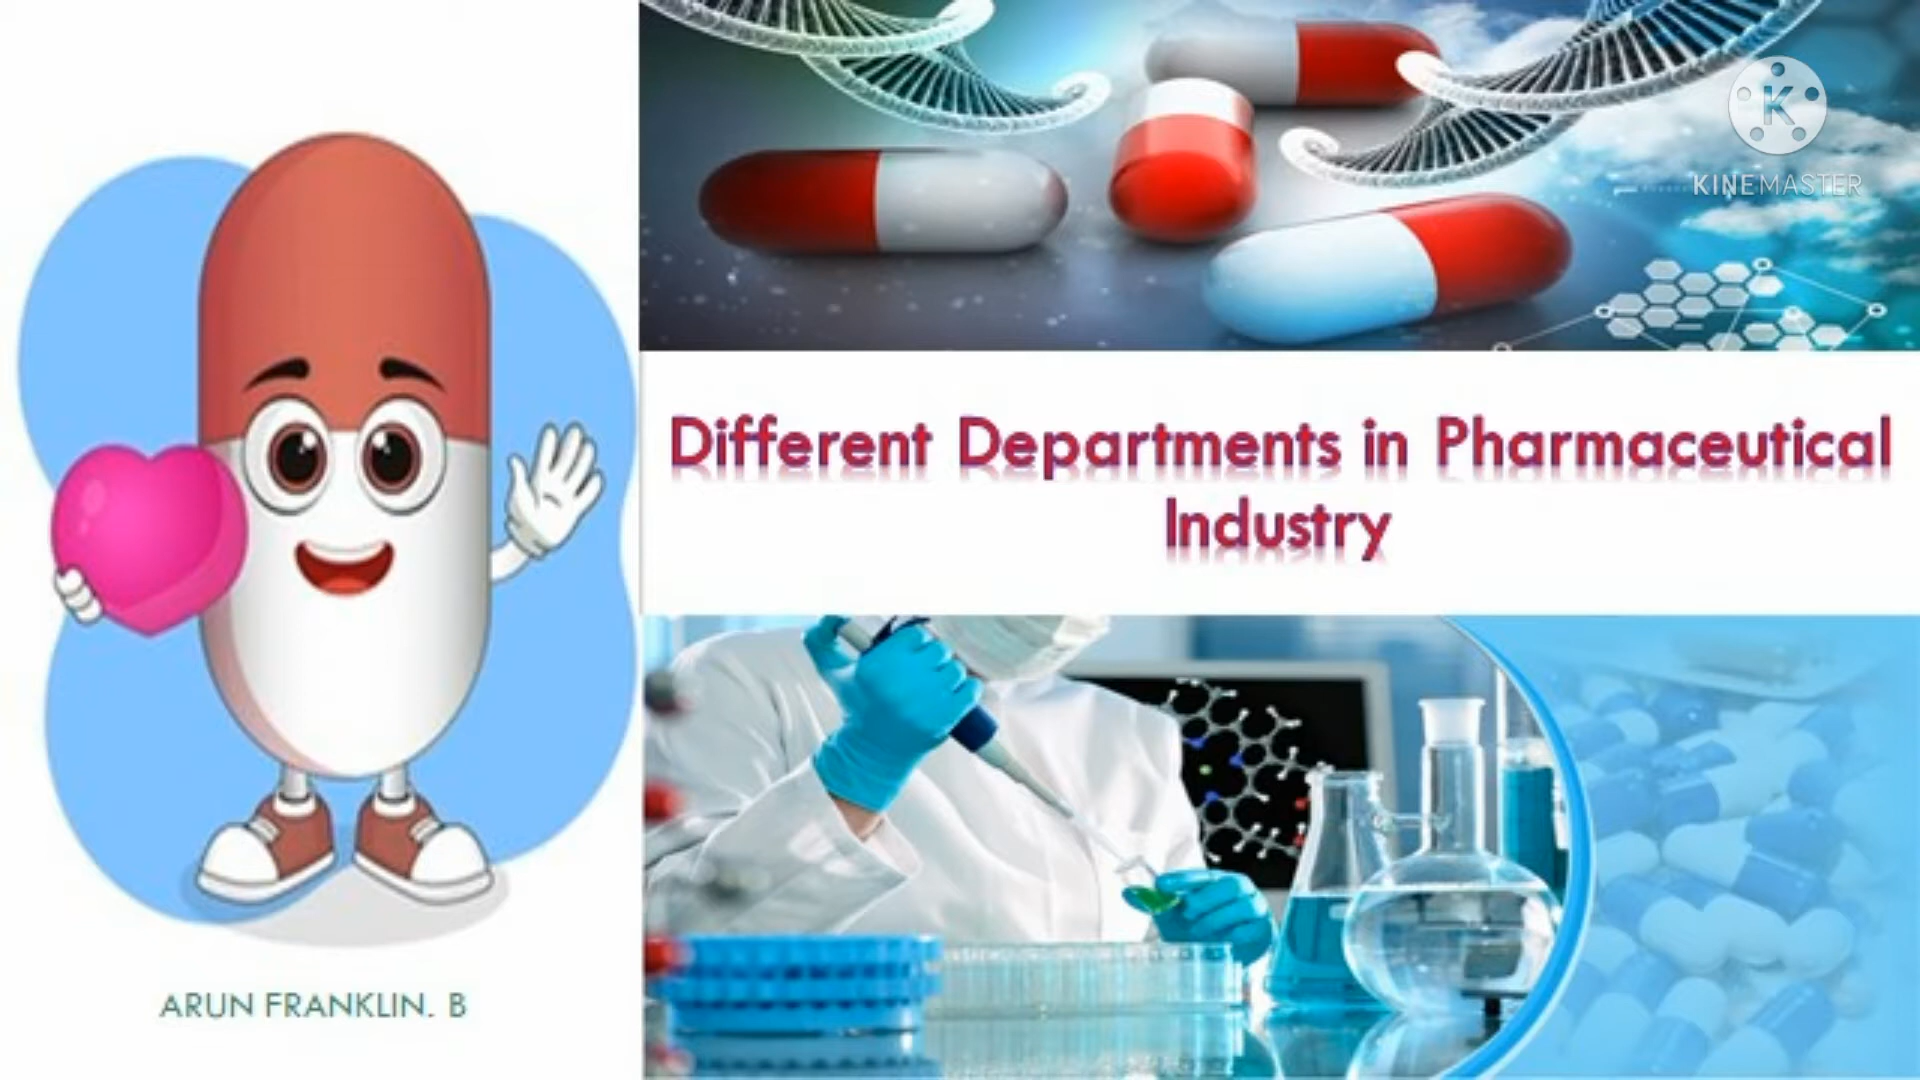 K
KINEMASTER
Different Departments in Pharmaceutical
Industry
ARUN FRANKLIN. B